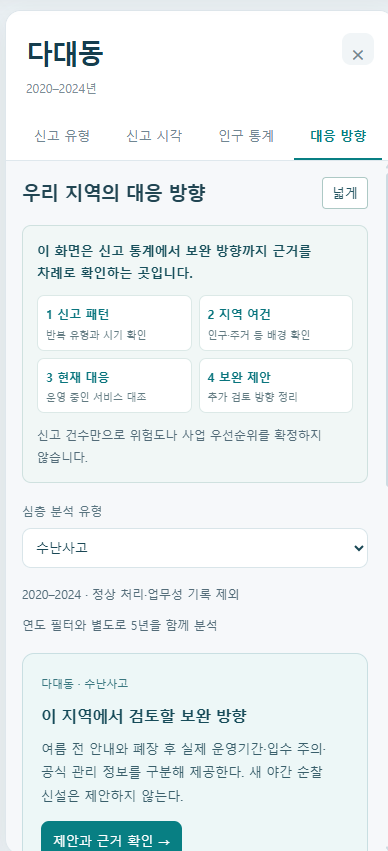 다대동
×
2020–2024년
신고 유형 신고 시각 인구 통계 대응 방향
우리 지역의 대응 방향 넓게
이 화면은 신고 통계에서 보완 방향까지 근거를
차례로 확인하는 곳입니다.
1 신고 패턴
반복 유형과 시기 확인
2 지역 여건
인구·주거 등 배경 확인
3 현재 대응
운영 중인 서비스 대조
4 보완 제안
추가 검토 방향 정리
신고 건수만으로 위험도나 사업 우선순위를 확정하지
않습니다.
심층 분석 유형
수난사고
2020–2024 · 정상 처리·업무성 기록 제외
연도 필터와 별도로 5년을 함께 분석
다대동 · 수난사고
이 지역에서 검토할 보완 방향
여름 전 안내와 폐장 후 실제 운영기간·입수 주의·
공식 관리 정보를 구분해 제공한다. 새 야간 순찰
신설은 제안하지 않는다.
제안과 근거 확인 →